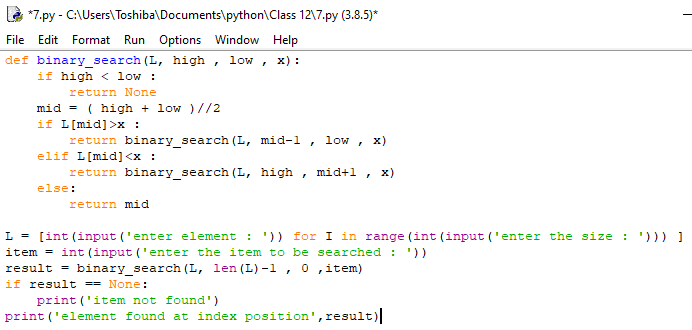 *7.py - C:\Users\Toshiba\Documents\python\Class 12\7.py (3.8.5)*
File Edit Format Run Options Window Help
def binary_search(L, high , low , x):
    if high < low :
        return None
    mid = ( high + low )//2
    if L[mid]>x :
        return binary_search(L, mid-1 , low , x)
    elif L[mid]<x :
        return binary_search(L, high , mid+1 , x)
    else:
        return mid

L = [int(input('enter element : ')) for I in range(int(input('enter the size : '))) ]
item = int(input('enter the item to be searched : '))
result = binary_search(L, len(L)-1 , 0 ,item)
if result == None:
    print('item not found')
print('element found at index position',result)